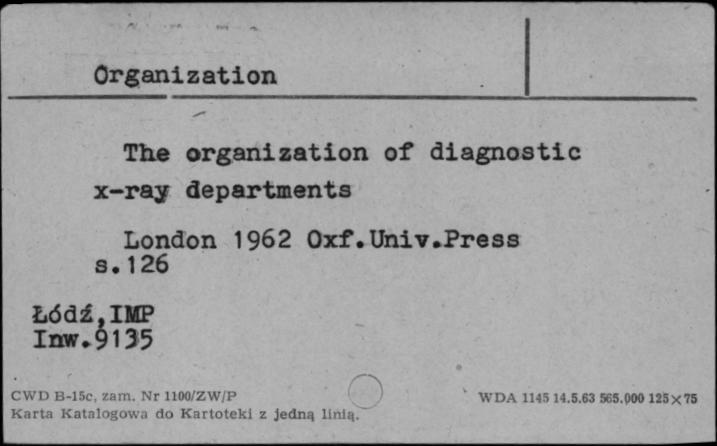 Organization
The organization of diagnostic
x-ray departments
London 1962 Oxf.Univ.Press
s.126
Łódź,IMP
Inw.9135
CWD B-15c, zam. Nr 1100/ZW/P
WDA 1145 14.5.63 565.000 125×75
Karta Katalogowa do Kartoteki z jedną linią.